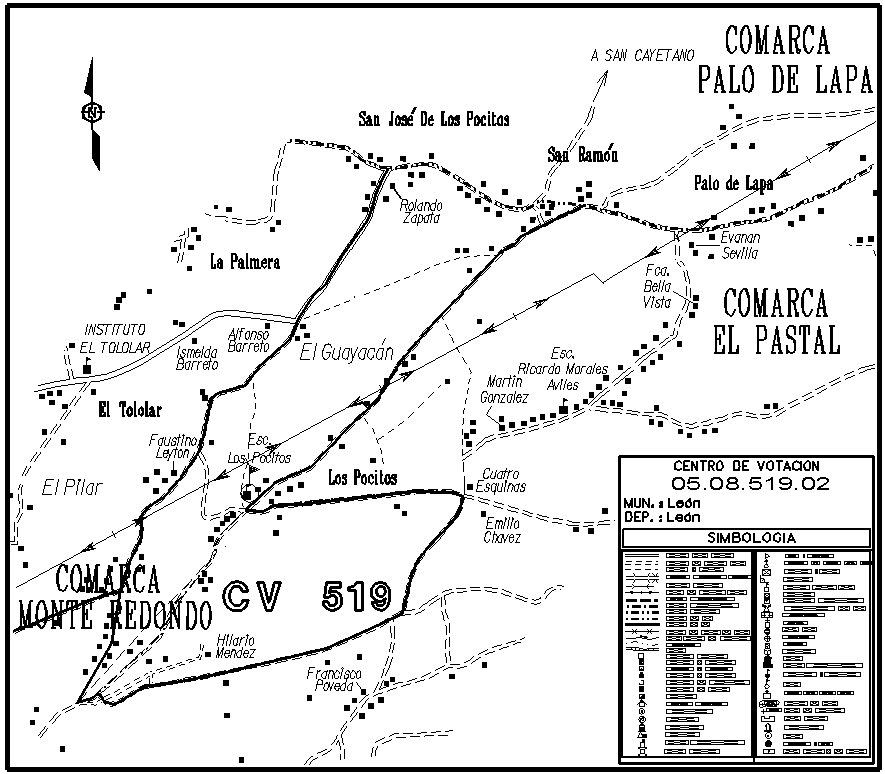 COMARCA
PALO DE LAPA
A SAN CAYETANO
N
San José De Los Pocitos
San Ramón
Palo de Lapa
Rolando
Zapata
Evanan
Sevilla
La Palmera
Fca.
Bella
Vista
COMARCA
EL PASTAL
INSTITUTO
EL TOLOLAR
Alfonso
Barreto
Ismelda
Barreto
El Guayacán
Esc.
Ricardo Morales
Aviles
Martin
Gonzalez
El Tololar
Faustino
Leyton
Esc.
Los Pocitos
Los Pocitos
El Pilar
Cuatro
Esquinas
Emilio
Chavez
CENTRO DE VOTACION
05.08.519.02
MUN.: León
DEP.: León
SIMBOLOGIA
COMARCA
MONTE REDONDO
CV 519
Hilario
Mendez
Francisco
Poveda